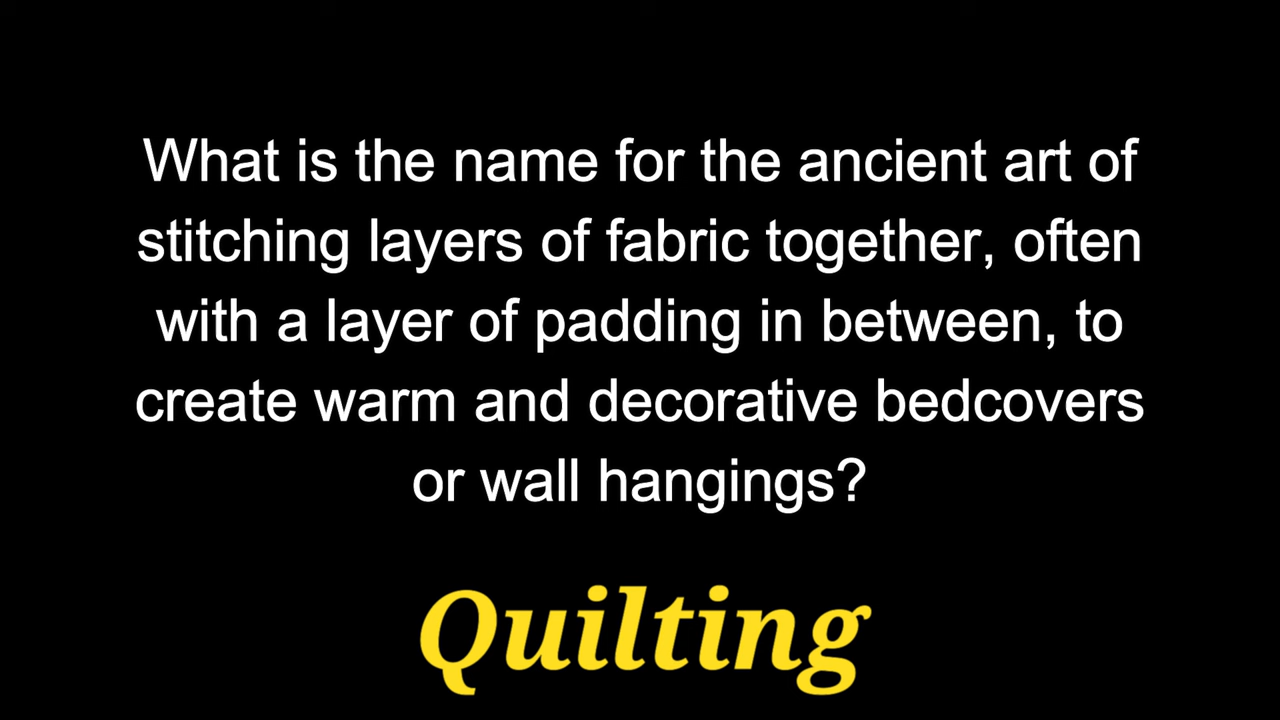 What is the name for the ancient art of
stitching layers of fabric together, often
with a layer of padding in between, to
create warm and decorative bedcovers
or wall hangings?
Quilting